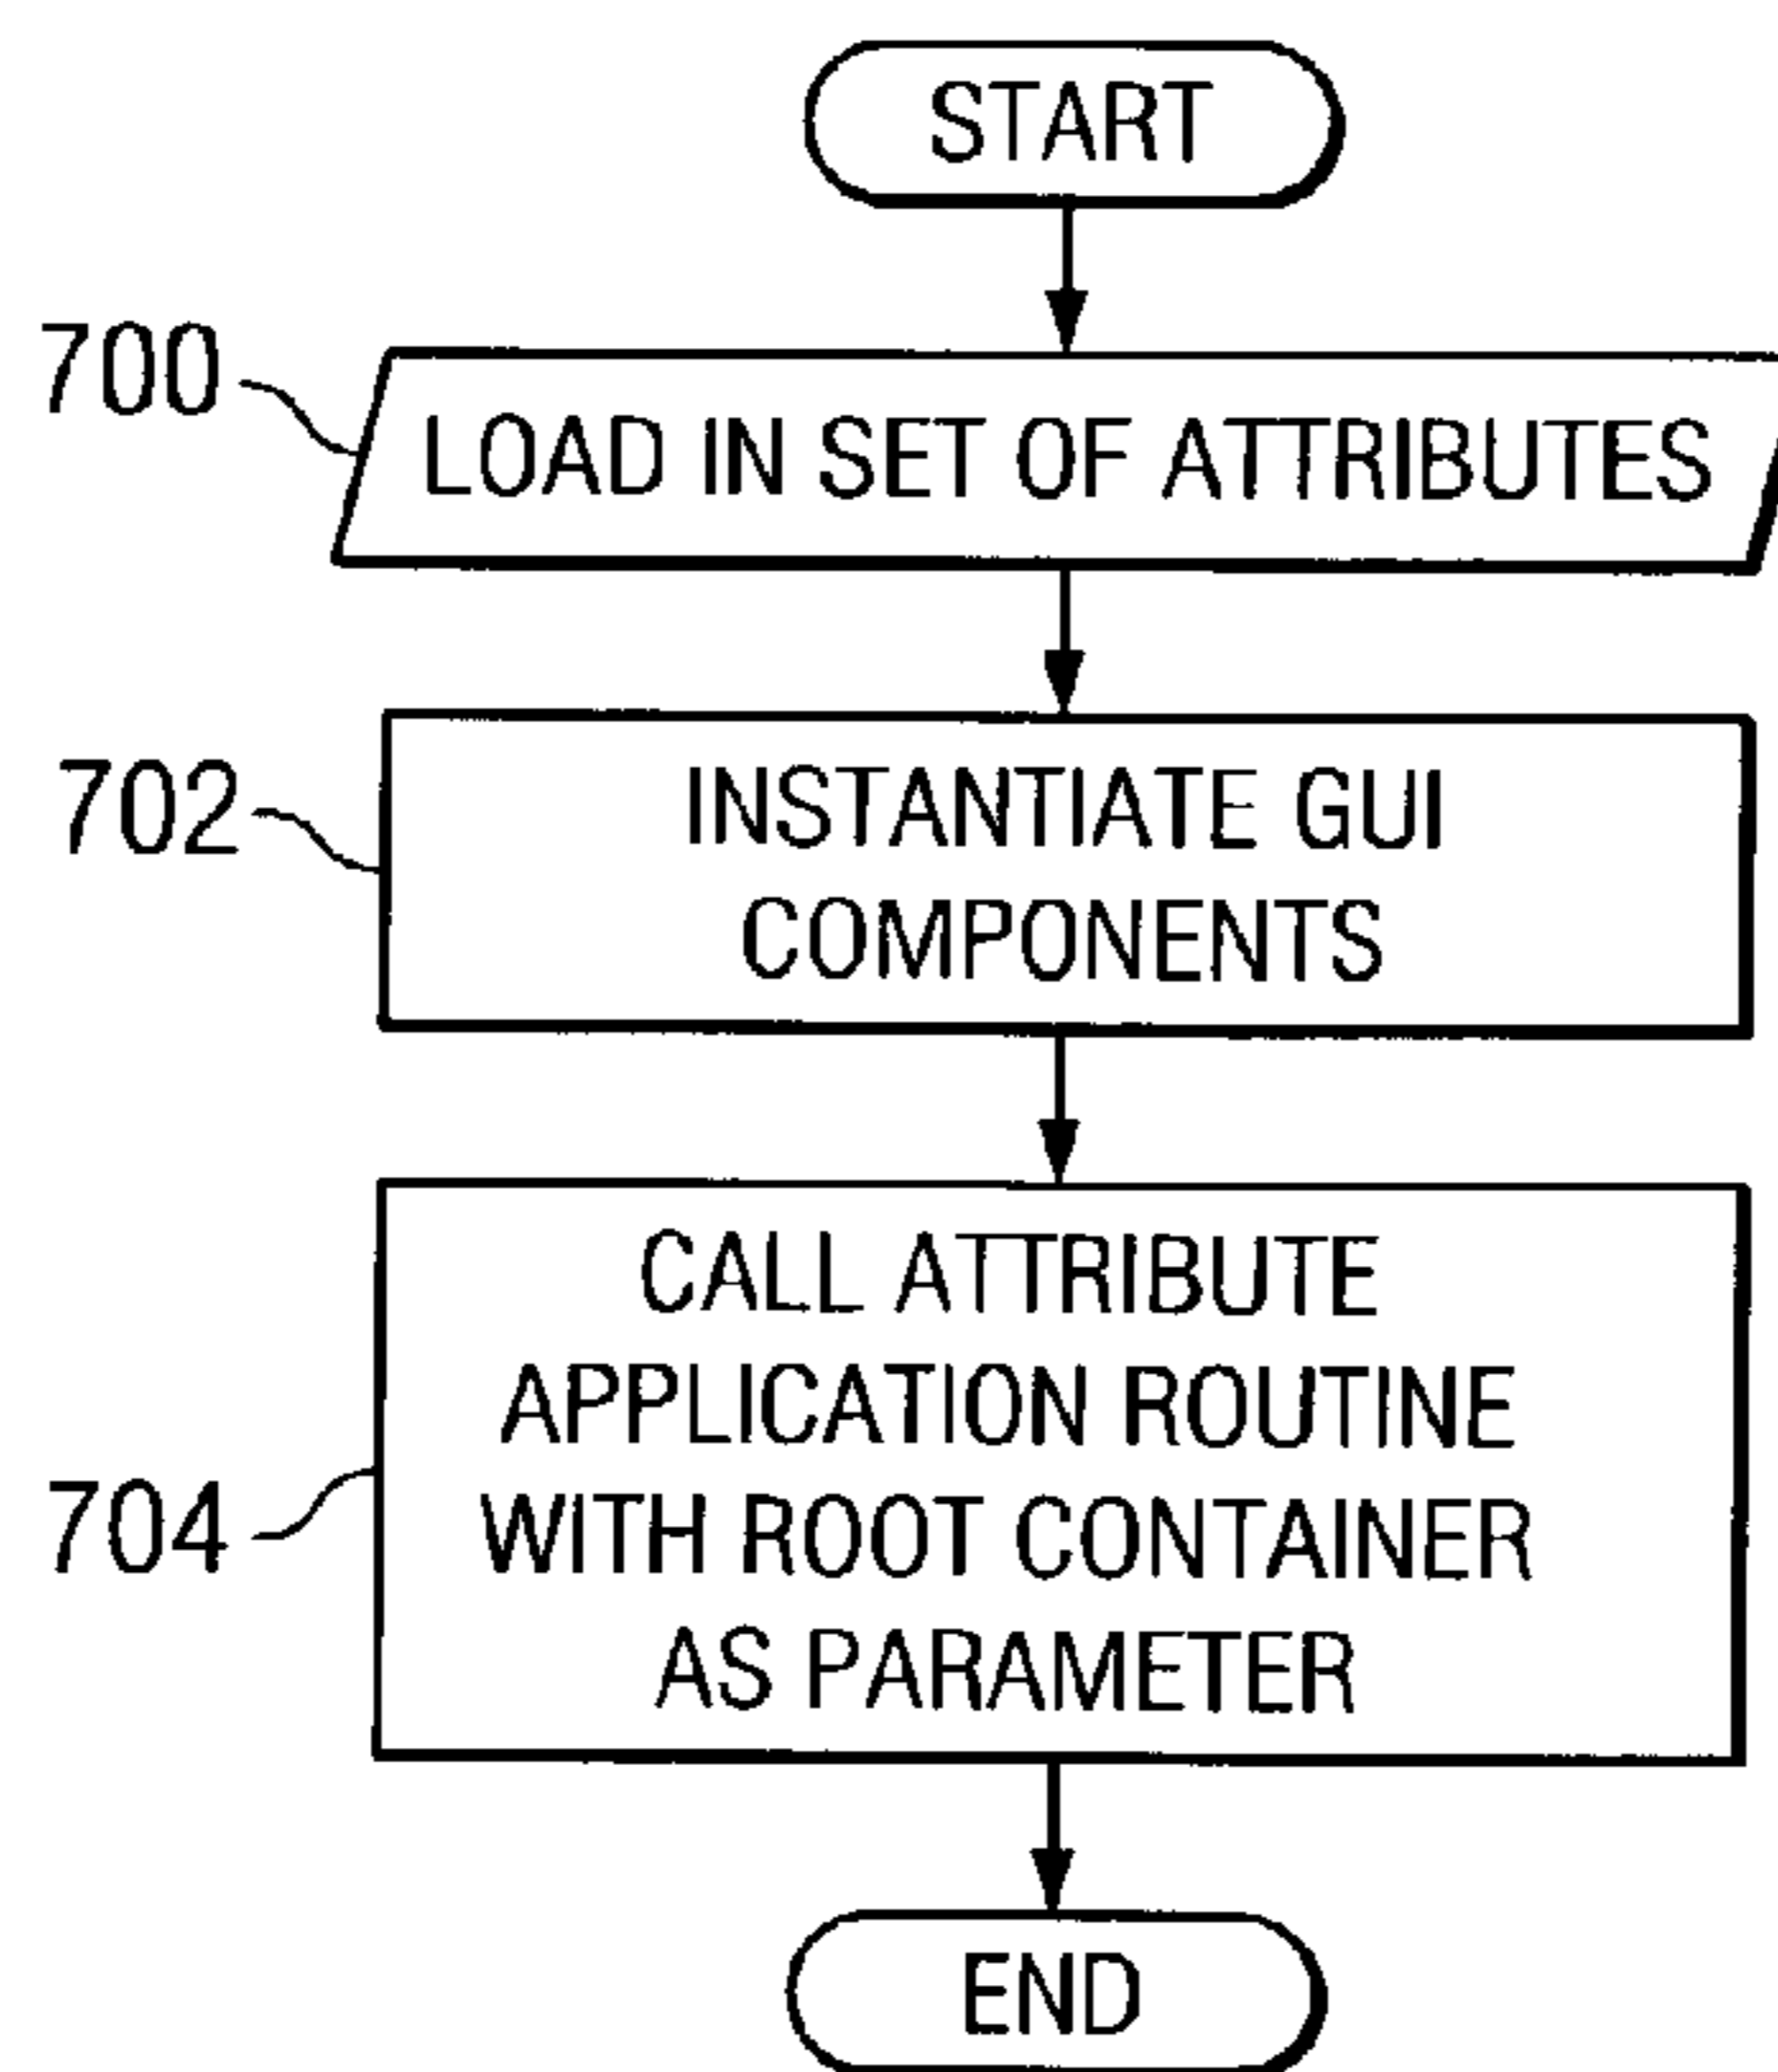 START
700
LOAD IN SET OF ATTRIBUTES
702
INSTANTIATE GUI
COMPONENTS
704
CALL ATTRIBUTE
APPLICATION ROUTINE
WITH ROOT CONTAINER
AS PARAMETER
END